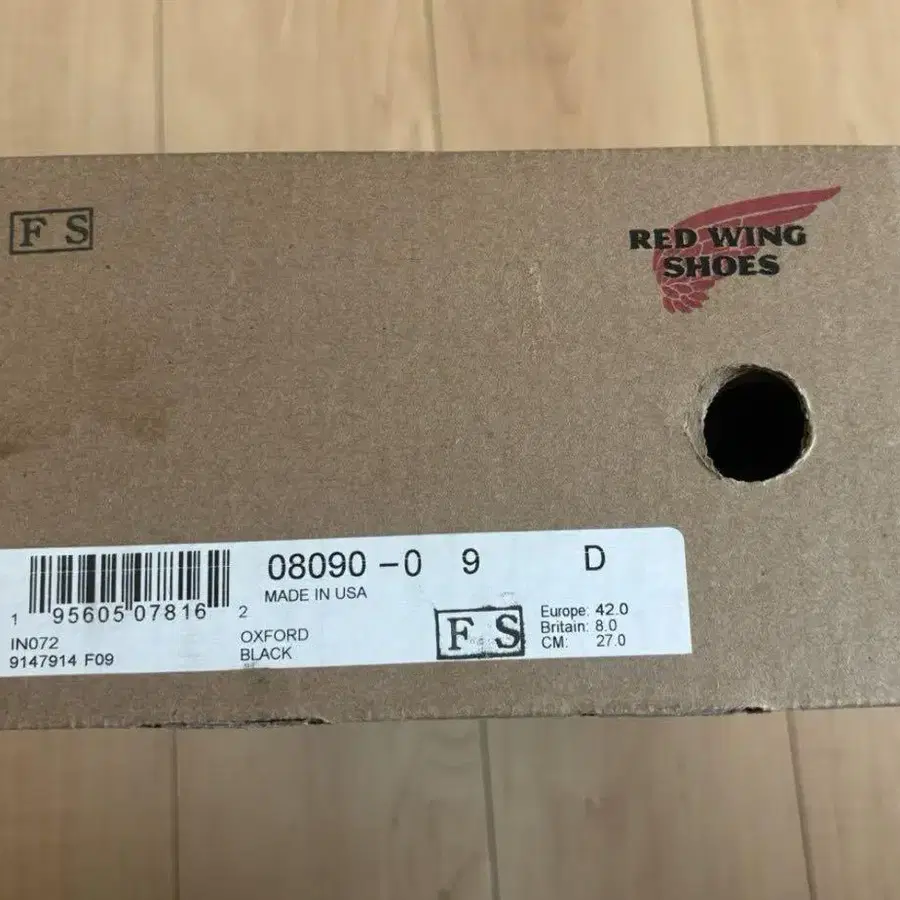 F S
RED WING
SHOES
08090 -0 9 D
MADE IN USA
1 95605 07816 2
IN072
9147914 F09
OXFORD
BLACK
F S
Europe: 42.0
Britain: 8.0
CM: 27.0